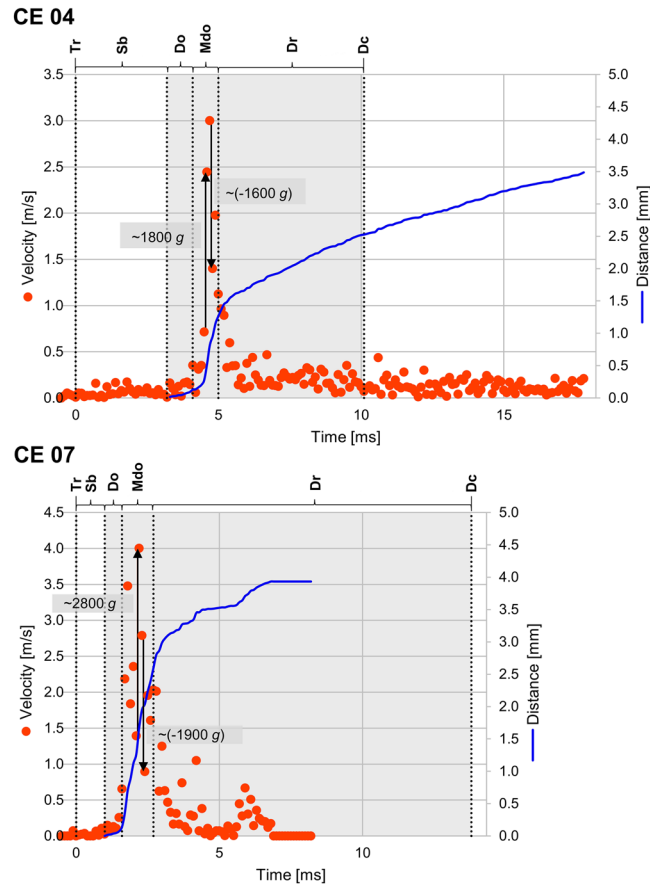 CE 04
Tr Sb Do Mdo Dr Dc
3.5 3.0 2.5 2.0 1.5 1.0 0.5 0.0
Velocity [m/s]
~(-1600 g)
~1800 g
5.0 4.5 4.0 3.5 3.0 2.5 2.0 1.5 1.0 0.5 0.0
Distance [mm]
0 5 10 15
Time [ms]
CE 07
Tr Sb Do Mdo Dr Dc
4.5 4.0 3.5 3.0 2.5 2.0 1.5 1.0 0.5 0.0
Velocity [m/s]
~2800 g
~(-1900 g)
5.0 4.5 4.0 3.5 3.0 2.5 2.0 1.5 1.0 0.5 0.0
Distance [mm]
0 5 10
Time [ms]